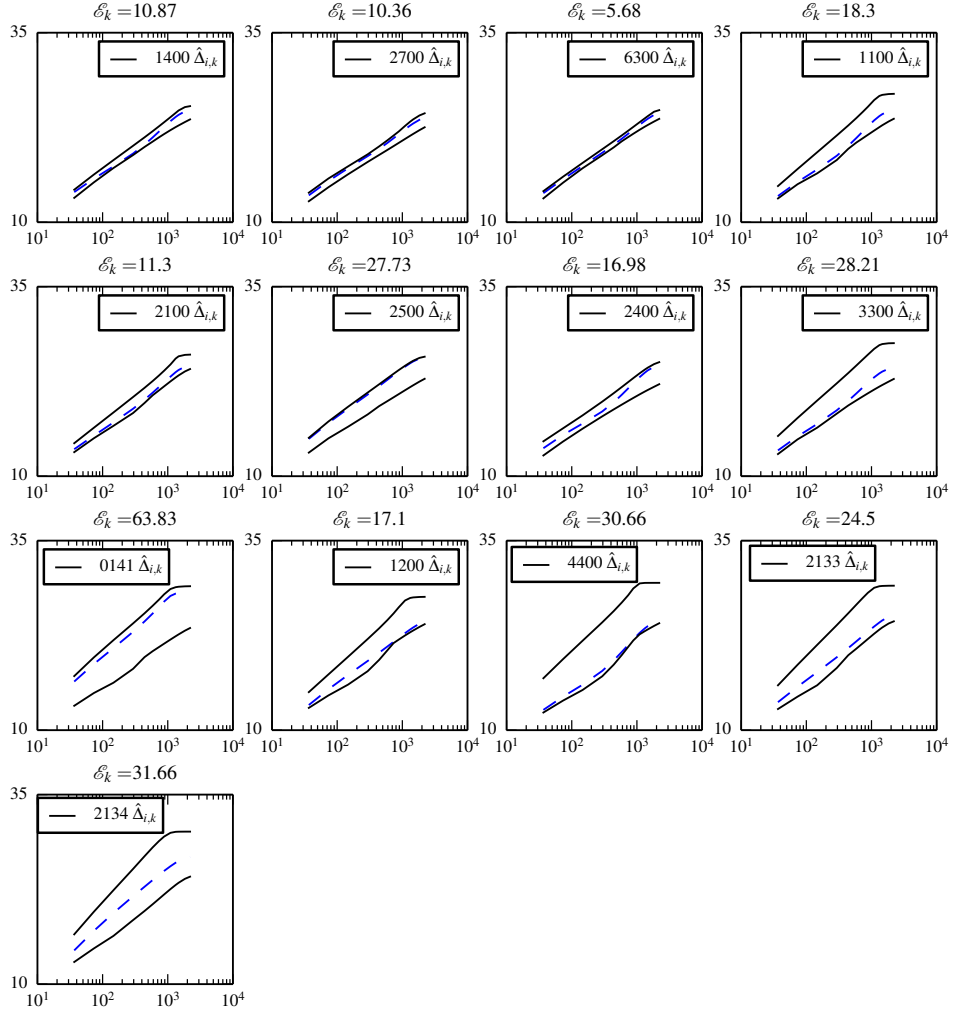 ℰₖ =10.87 ℰₖ =10.36 ℰₖ =5.68 ℰₖ =18.3
35 35 35 35
1400 Δ̂ᵢ,ₖ 2700 Δ̂ᵢ,ₖ 6300 Δ̂ᵢ,ₖ 1100 Δ̂ᵢ,ₖ
10 10 10 10
10¹ 10² 10³ 10⁴ 10¹ 10² 10³ 10⁴ 10¹ 10² 10³ 10⁴ 10¹ 10² 10³ 10⁴
ℰₖ =11.3 ℰₖ =27.73 ℰₖ =16.98 ℰₖ =28.21
35 35 35 35
2100 Δ̂ᵢ,ₖ 2500 Δ̂ᵢ,ₖ 2400 Δ̂ᵢ,ₖ 3300 Δ̂ᵢ,ₖ
10 10 10 10
10¹ 10² 10³ 10⁴ 10¹ 10² 10³ 10⁴ 10¹ 10² 10³ 10⁴ 10¹ 10² 10³ 10⁴
ℰₖ =63.83 ℰₖ =17.1 ℰₖ =30.66 ℰₖ =24.5
35 35 35 35
0141 Δ̂ᵢ,ₖ 1200 Δ̂ᵢ,ₖ 4400 Δ̂ᵢ,ₖ 2133 Δ̂ᵢ,ₖ
10 10 10 10
10¹ 10² 10³ 10⁴ 10¹ 10² 10³ 10⁴ 10¹ 10² 10³ 10⁴ 10¹ 10² 10³ 10⁴
ℰₖ =31.66
35
2134 Δ̂ᵢ,ₖ
10
10¹ 10² 10³ 10⁴